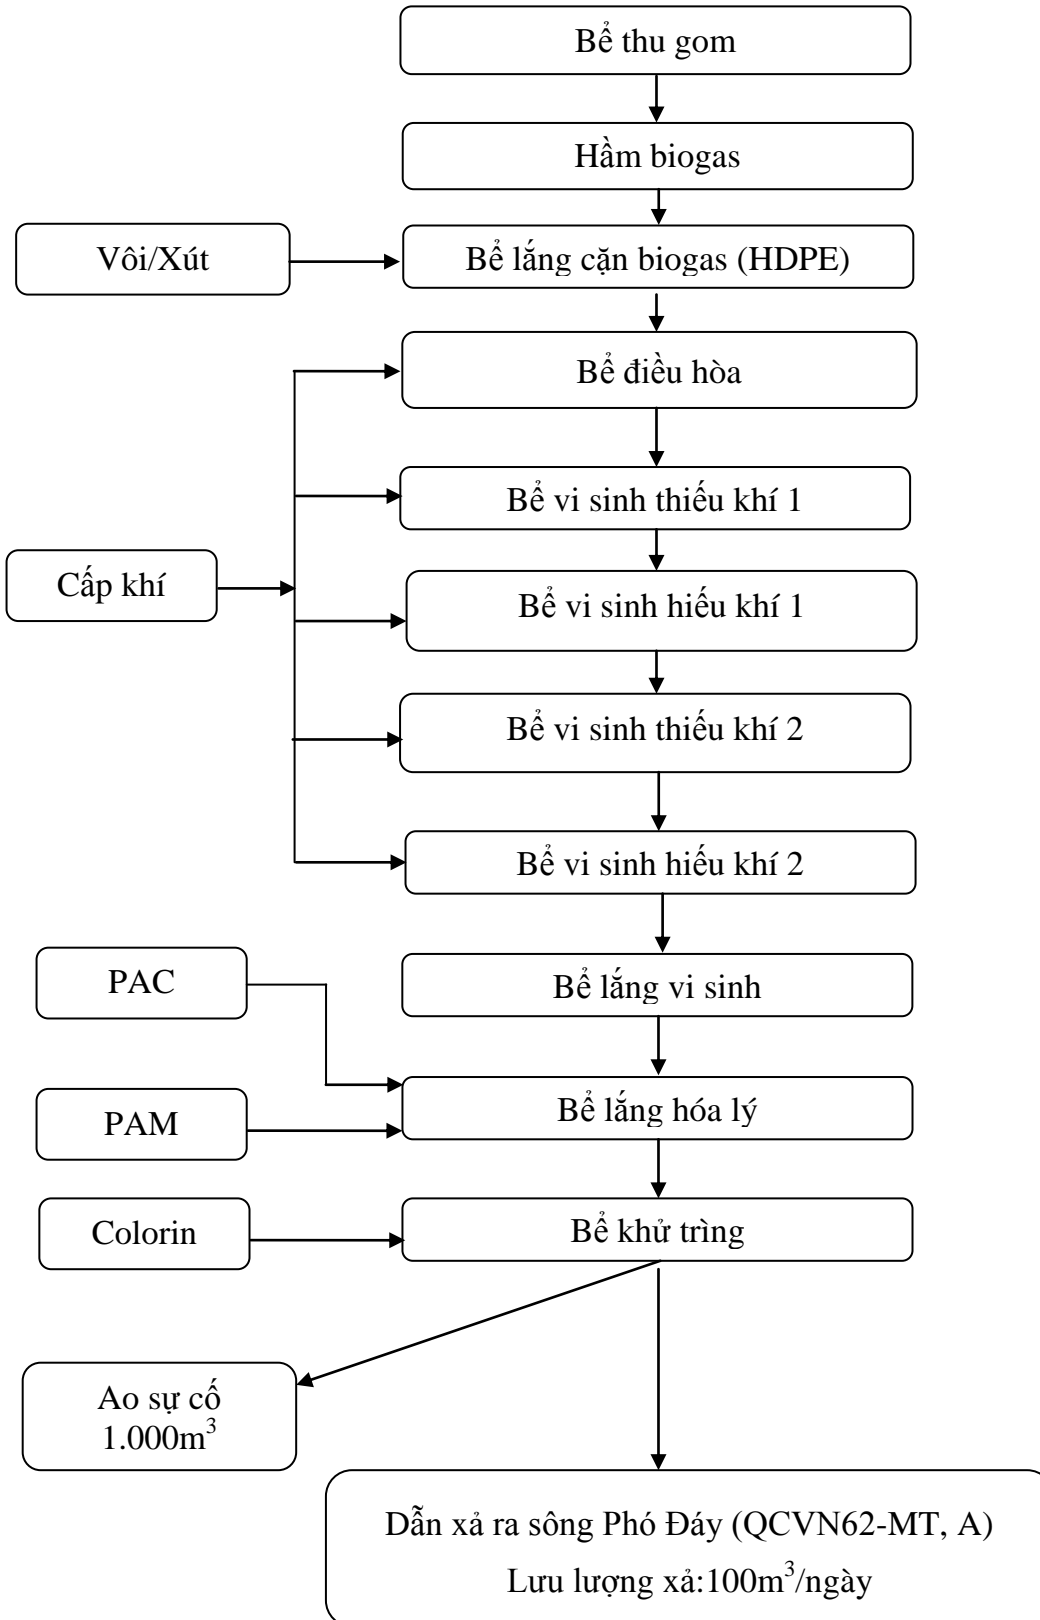 Bể thu gom
Hầm biogas
Vôi/Xút
Bể lắng cặn biogas (HDPE)
Bể điều hòa
Bể vi sinh thiếu khí 1
Cấp khí
Bể vi sinh hiếu khí 1
Bể vi sinh thiếu khí 2
Bể vi sinh hiếu khí 2
PAC
Bể lắng vi sinh
PAM
Bể lắng hóa lý
Colorin
Bể khử trìng
Ao sự cố
1.000m³
Dẫn xả ra sông Phó Đáy (QCVN62-MT, A)
Lưu lượng xả:100m³/ngày